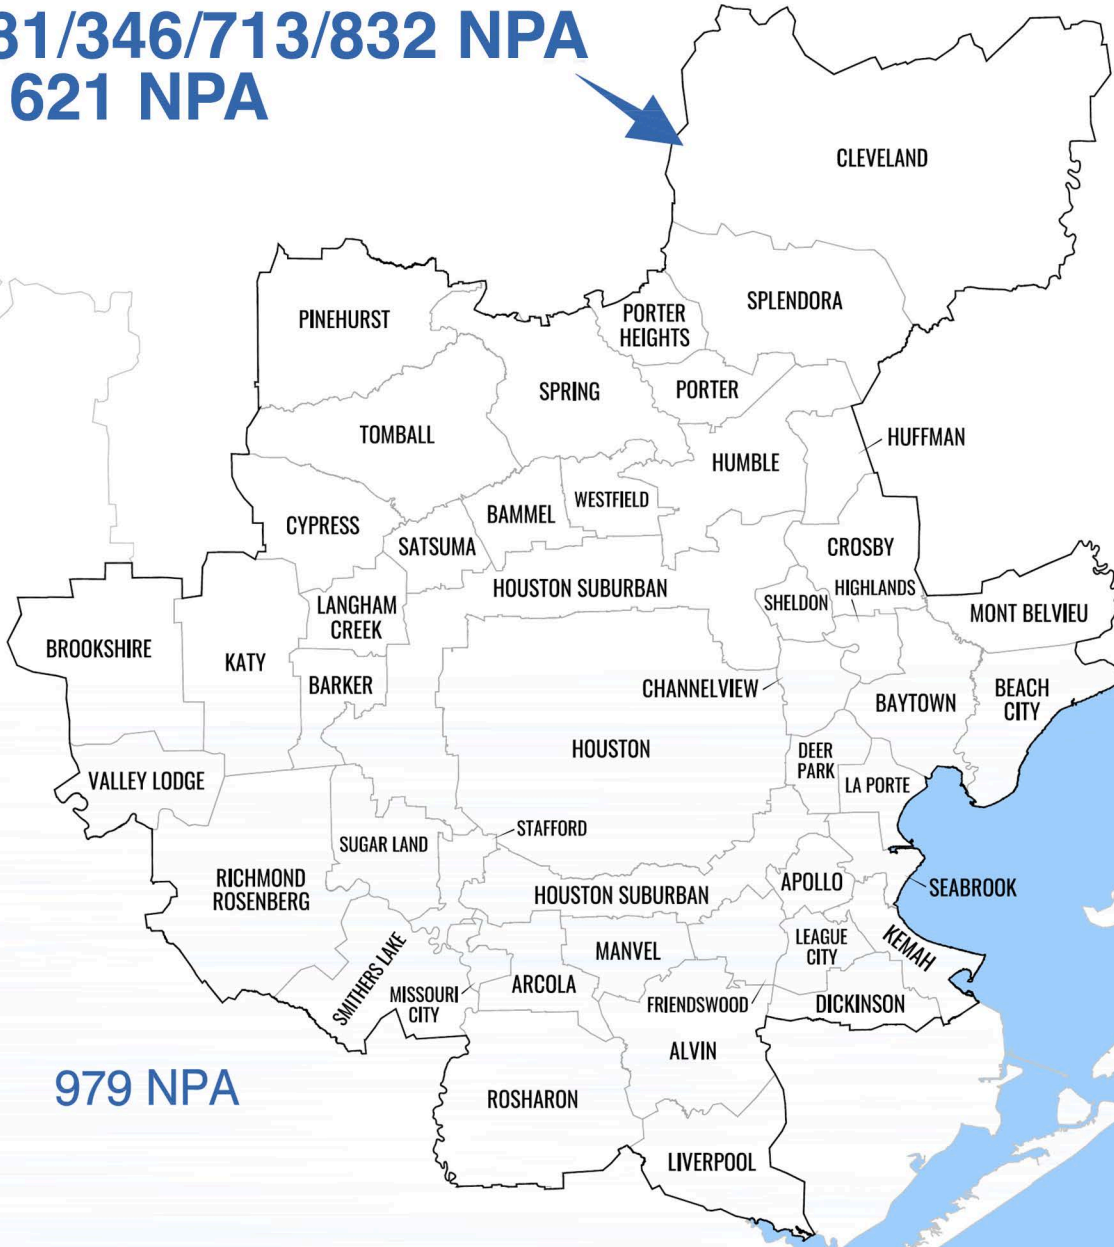 81/346/713/832 NPA
621 NPA
CLEVELAND
SPLENDORA
PORTER
HEIGHTS
PINEHURST
SPRING
PORTER
TOMBALL
HUFFMAN
HUMBLE
WESTFIELD
BAMMEL
CYPRESS
SATSUMA
CROSBY
HOUSTON SUBURBAN
HIGHLANDS
SHELDON
LANGHAM
CREEK
MONT BELVIEU
BROOKSHIRE
KATY
BARKER
CHANNELVIEW
BAYTOWN
BEACH
CITY
HOUSTON
DEER
PARK
VALLEY LODGE
LA PORTE
STAFFORD
SUGAR LAND
RICHMOND
ROSENBERG
HOUSTON SUBURBAN
APOLLO
SEABROOK
LEAGUE
CITY
KEMAH
MANVEL
SMITHERS LAKE
ARCOLA
MISSOURI
CITY
FRIENDSWOOD
DICKINSON
ALVIN
979 NPA
ROSHARON
LIVERPOOL